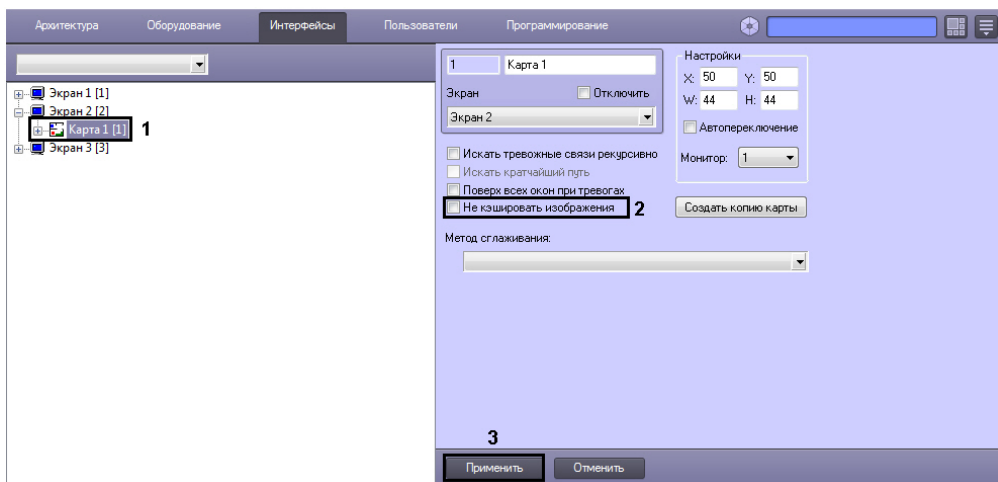 Архитектура Оборудование Интерфейсы Пользователи Программирование
Экран 1 [1]
Экран 2 [2]
Карта 1 [1] 1
Экран 3 [3]
1 Карта 1
Экран Отключить
Экран 2
Искать тревожные связи рекурсивно
Искать кратчайший путь
Поверх всех окон при тревогах
Не кэшировать изображения 2
Метод сглаживания:
Настройки
X: 50 Y: 50
W: 44 H: 44
Автопереключение
Монитор: 1
Создать копию карты
3
Применить Отменить